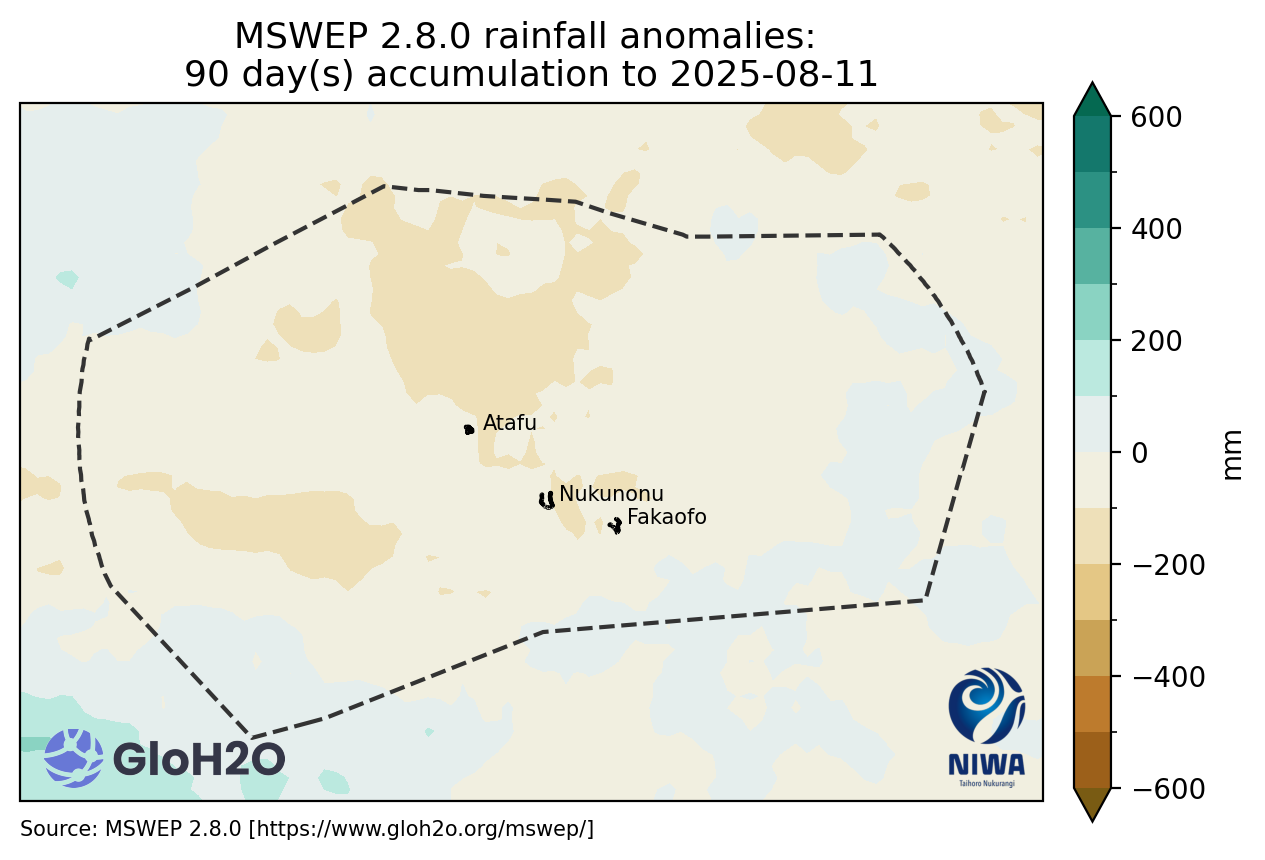 MSWEP 2.8.0 rainfall anomalies:
90 day(s) accumulation to 2025-08-11
600
400
200
0
−200
−400
−600
mm
Atafu
Nukunonu
Fakaofo
GloH2O
NIWA
Taihoro Nukurangi
Source: MSWEP 2.8.0 [https://www.gloh2o.org/mswep/]